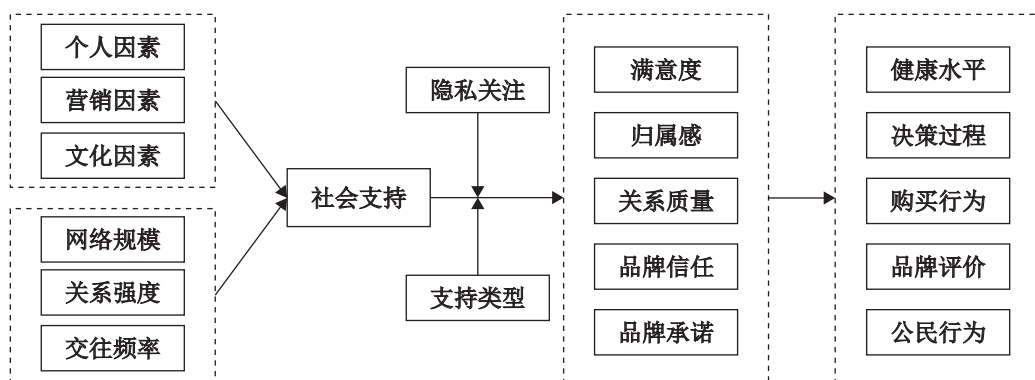 个人因素
营销因素
文化因素
网络规模
关系强度
交往频率
社会支持
隐私关注
支持类型
满意度
归属感
关系质量
品牌信任
品牌承诺
健康水平
决策过程
购买行为
品牌评价
公民行为